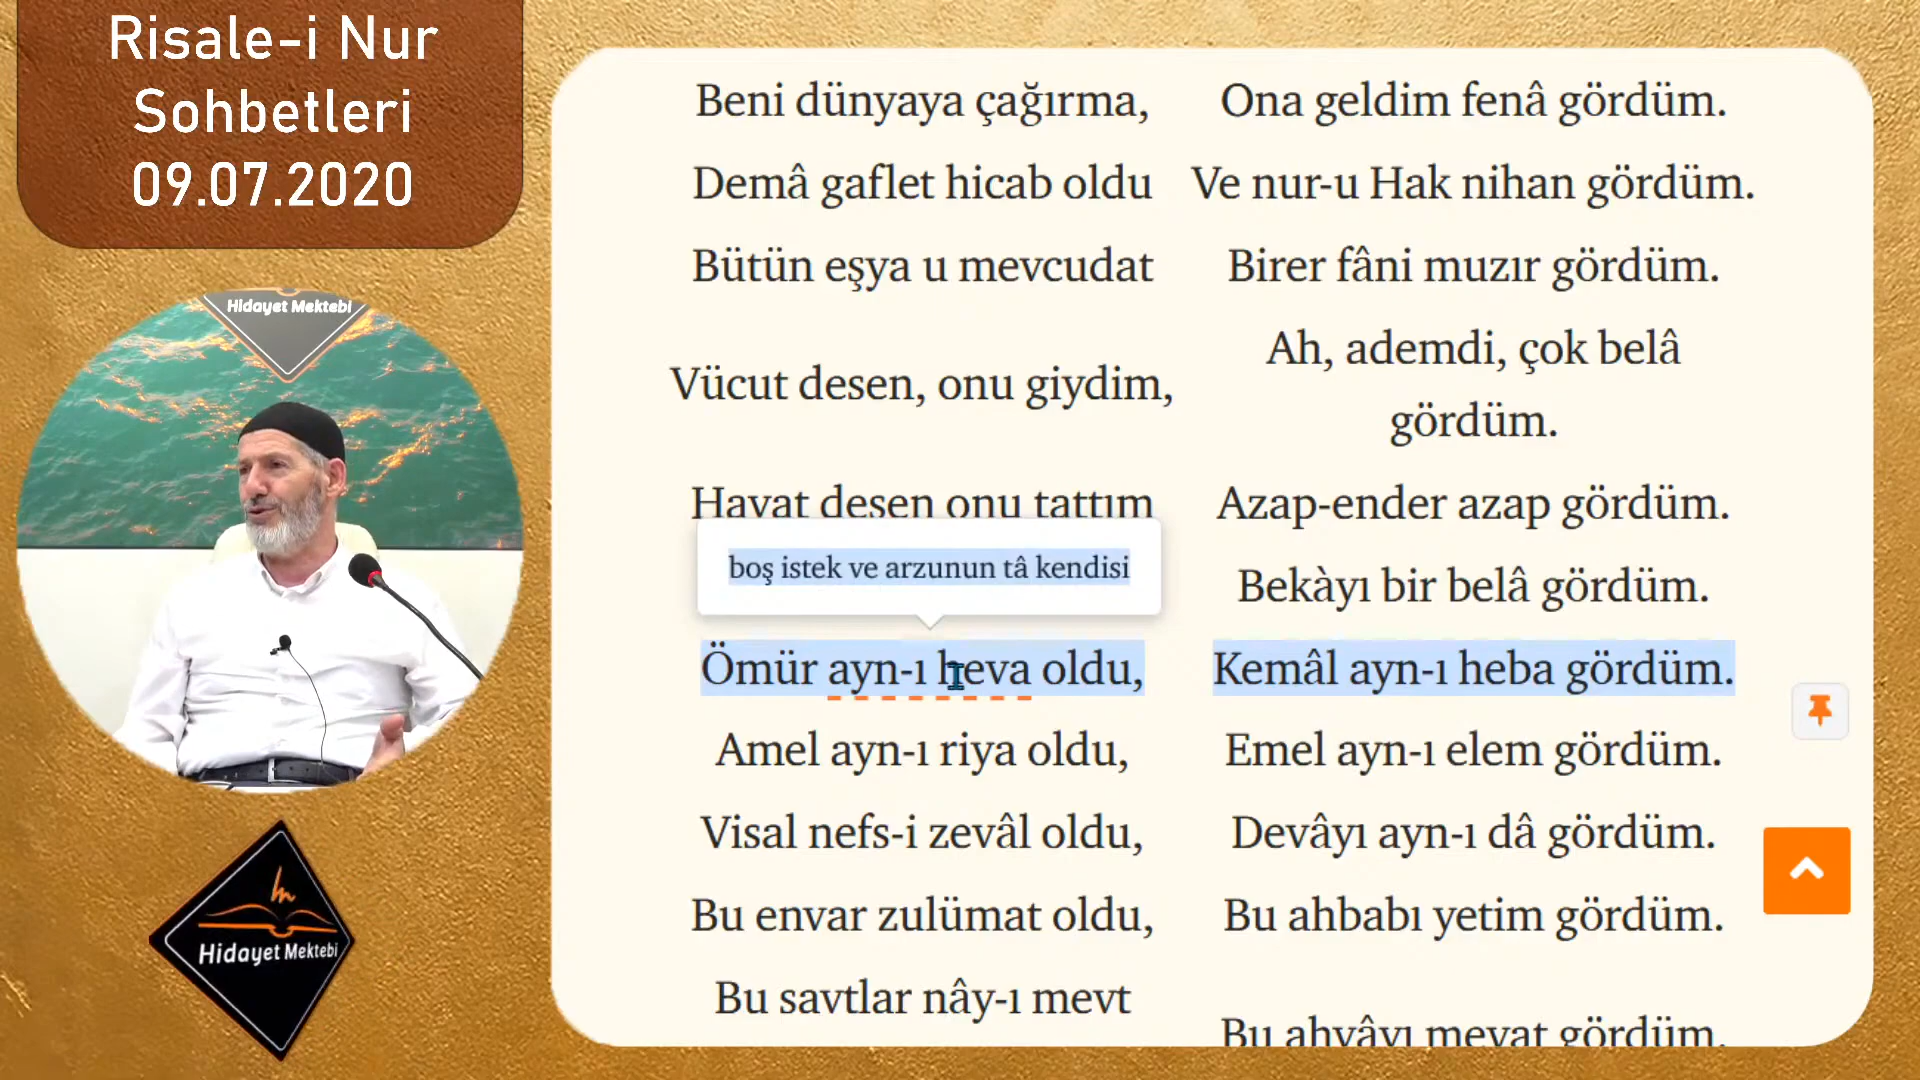 Risale-i Nur
Sohbetleri
09.07.2020
Hidayet Mektebi
Hidayet Mektebi
Beni dünyaya çağırma, Ona geldim fenâ gördüm.
Demâ gaflet hicab oldu Ve nur-u Hak nihan gördüm.
Bütün eşya u mevcudat Birer fâni muzır gördüm.
Vücut desen, onu giydim, Ah, ademdi, çok belâ
gördüm.
Hayat desen onu tattım Azap-ender azap gördüm.
boş istek ve arzunun tâ kendisi
Bekàyı bir belâ gördüm.
Ömür ayn-ı heva oldu, Kemâl ayn-ı heba gördüm.
Amel ayn-ı riya oldu, Emel ayn-ı elem gördüm.
Visal nefs-i zevâl oldu, Devâyı ayn-ı dâ gördüm.
Bu envar zulümat oldu, Bu ahbabı yetim gördüm.
Bu savtlar nây-ı mevt
Bu ahyâyı mevat gördüm.